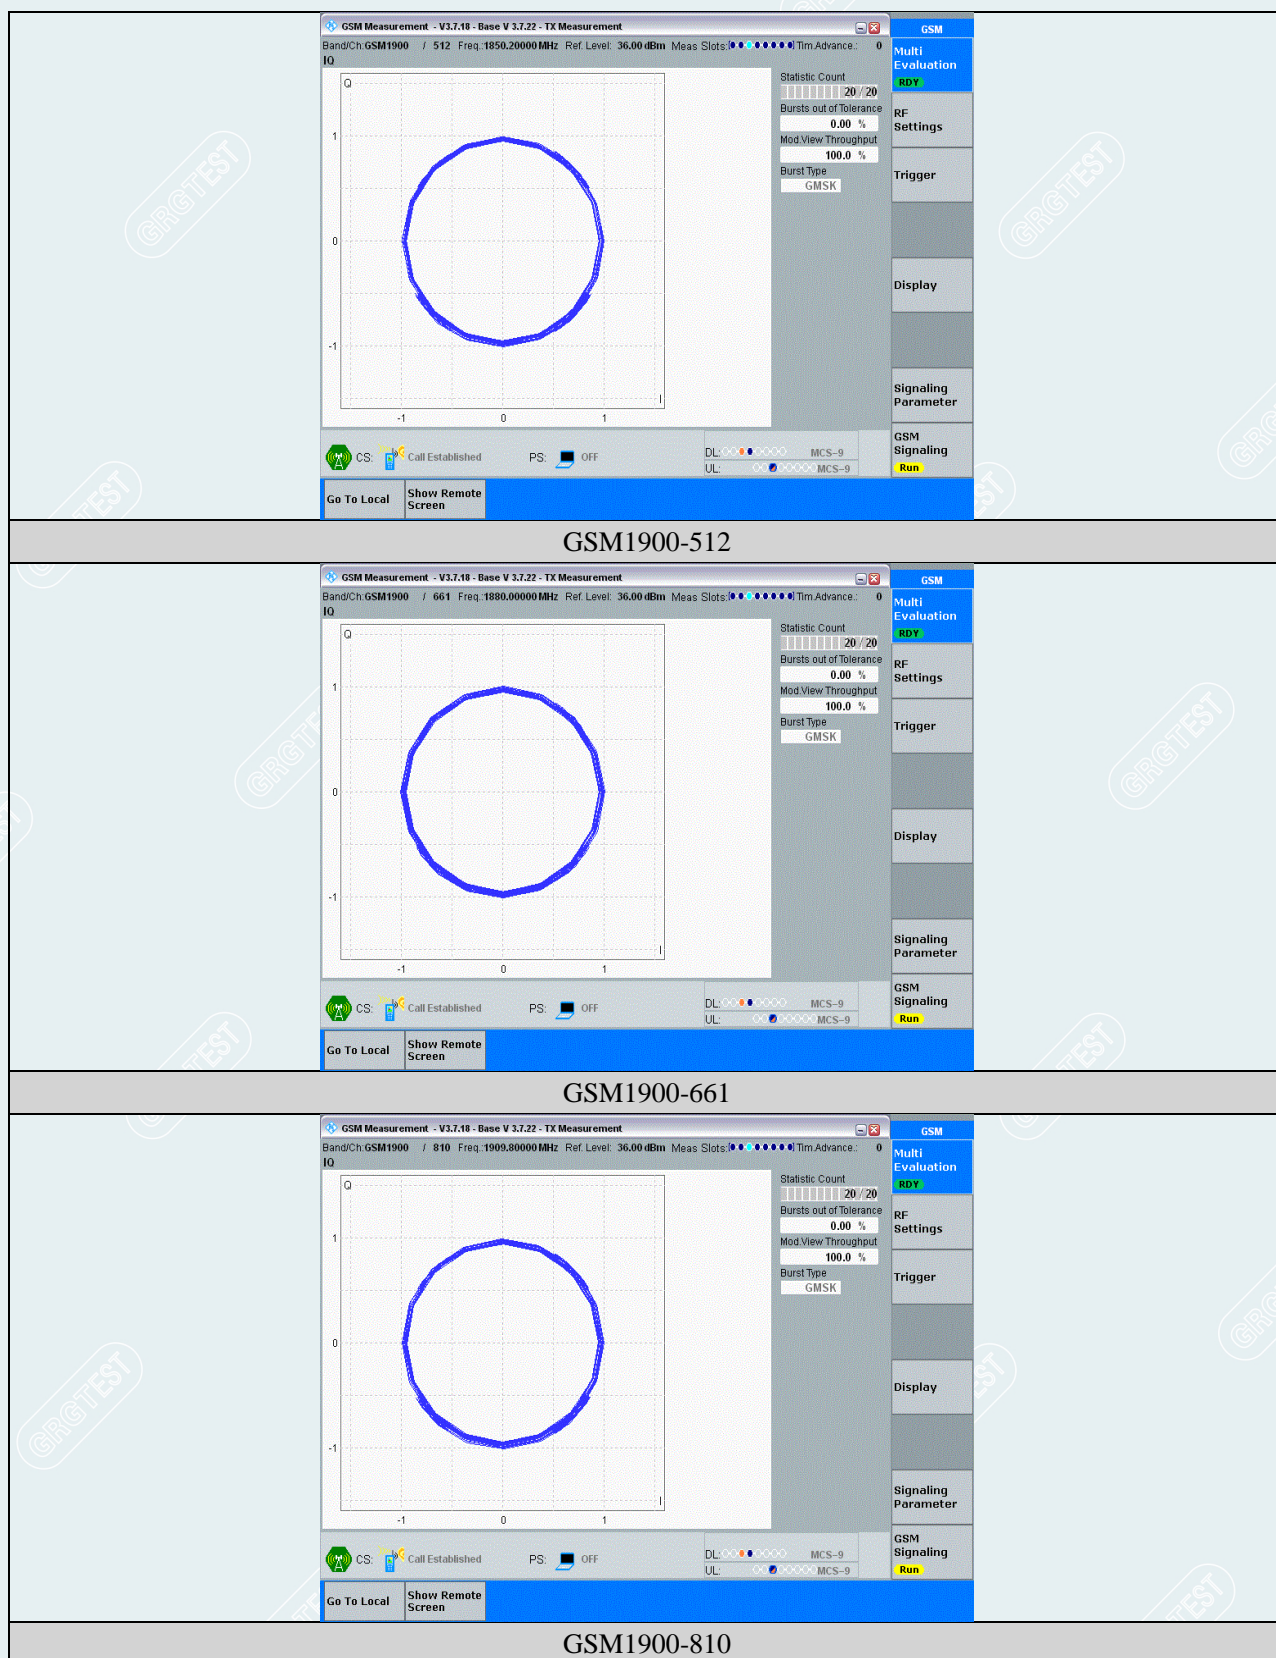 GSM Measurement - V3.7.18 - Base V 3.7.22 - TX Measurement
GSM
Band/Ch:GSM1900 / 512 Freq.:1850.20000 MHz Ref. Level: 36.00 dBm Meas Slots: Tim.Advance.: 0
IQ
Multi
Evaluation
RDY
Q
Statistic Count
20 / 20
Bursts out of Tolerance
0.00 %
Mod.View Throughput
100.0 %
Burst Type
GMSK
RF
Settings
Trigger
Display
Signaling
Parameter
GSM
Signaling
Run
1
0
-1
I
-1 0 1
CS: Call Established PS: OFF
DL: MCS-9
UL: MCS-9
Go To Local Show Remote
Screen
GSM1900-512
GSM Measurement - V3.7.18 - Base V 3.7.22 - TX Measurement
GSM
Band/Ch:GSM1900 / 661 Freq.:1880.00000 MHz Ref. Level: 36.00 dBm Meas Slots: Tim.Advance.: 0
IQ
Multi
Evaluation
RDY
Q
Statistic Count
20 / 20
Bursts out of Tolerance
0.00 %
Mod.View Throughput
100.0 %
Burst Type
GMSK
RF
Settings
Trigger
Display
Signaling
Parameter
GSM
Signaling
Run
1
0
-1
I
-1 0 1
CS: Call Established PS: OFF
DL: MCS-9
UL: MCS-9
Go To Local Show Remote
Screen
GSM1900-661
GSM Measurement - V3.7.18 - Base V 3.7.22 - TX Measurement
GSM
Band/Ch:GSM1900 / 810 Freq.:1909.80000 MHz Ref. Level: 36.00 dBm Meas Slots: Tim.Advance.: 0
IQ
Multi
Evaluation
RDY
Q
Statistic Count
20 / 20
Bursts out of Tolerance
0.00 %
Mod.View Throughput
100.0 %
Burst Type
GMSK
RF
Settings
Trigger
Display
Signaling
Parameter
GSM
Signaling
Run
1
0
-1
I
-1 0 1
CS: Call Established PS: OFF
DL: MCS-9
UL: MCS-9
Go To Local Show Remote
Screen
GSM1900-810
GRGTEST
GRGTEST
GRGTEST
GRGTEST